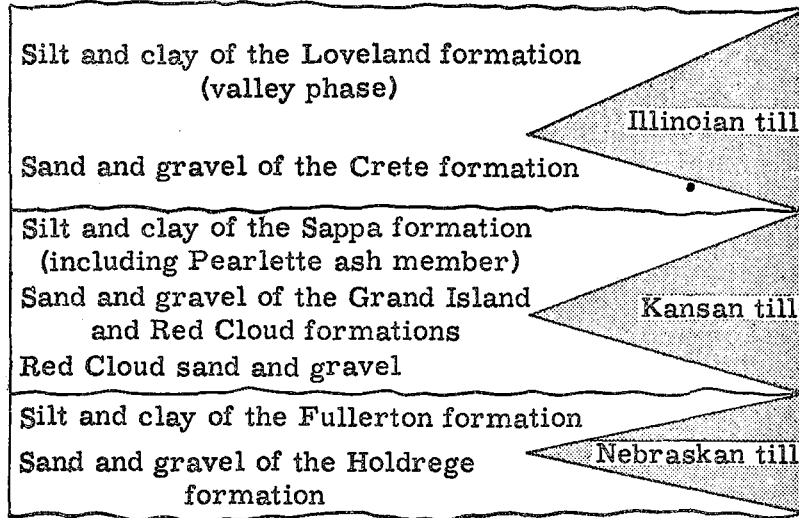 Silt and clay of the Loveland formation
(valley phase)
Illinoian till
Sand and gravel of the Crete formation
Silt and clay of the Sappa formation
(including Pearlette ash member)
Sand and gravel of the Grand Island
and Red Cloud formations
Kansan till
Red Cloud sand and gravel
Silt and clay of the Fullerton formation
Nebraskan till
Sand and gravel of the Holdrege
formation